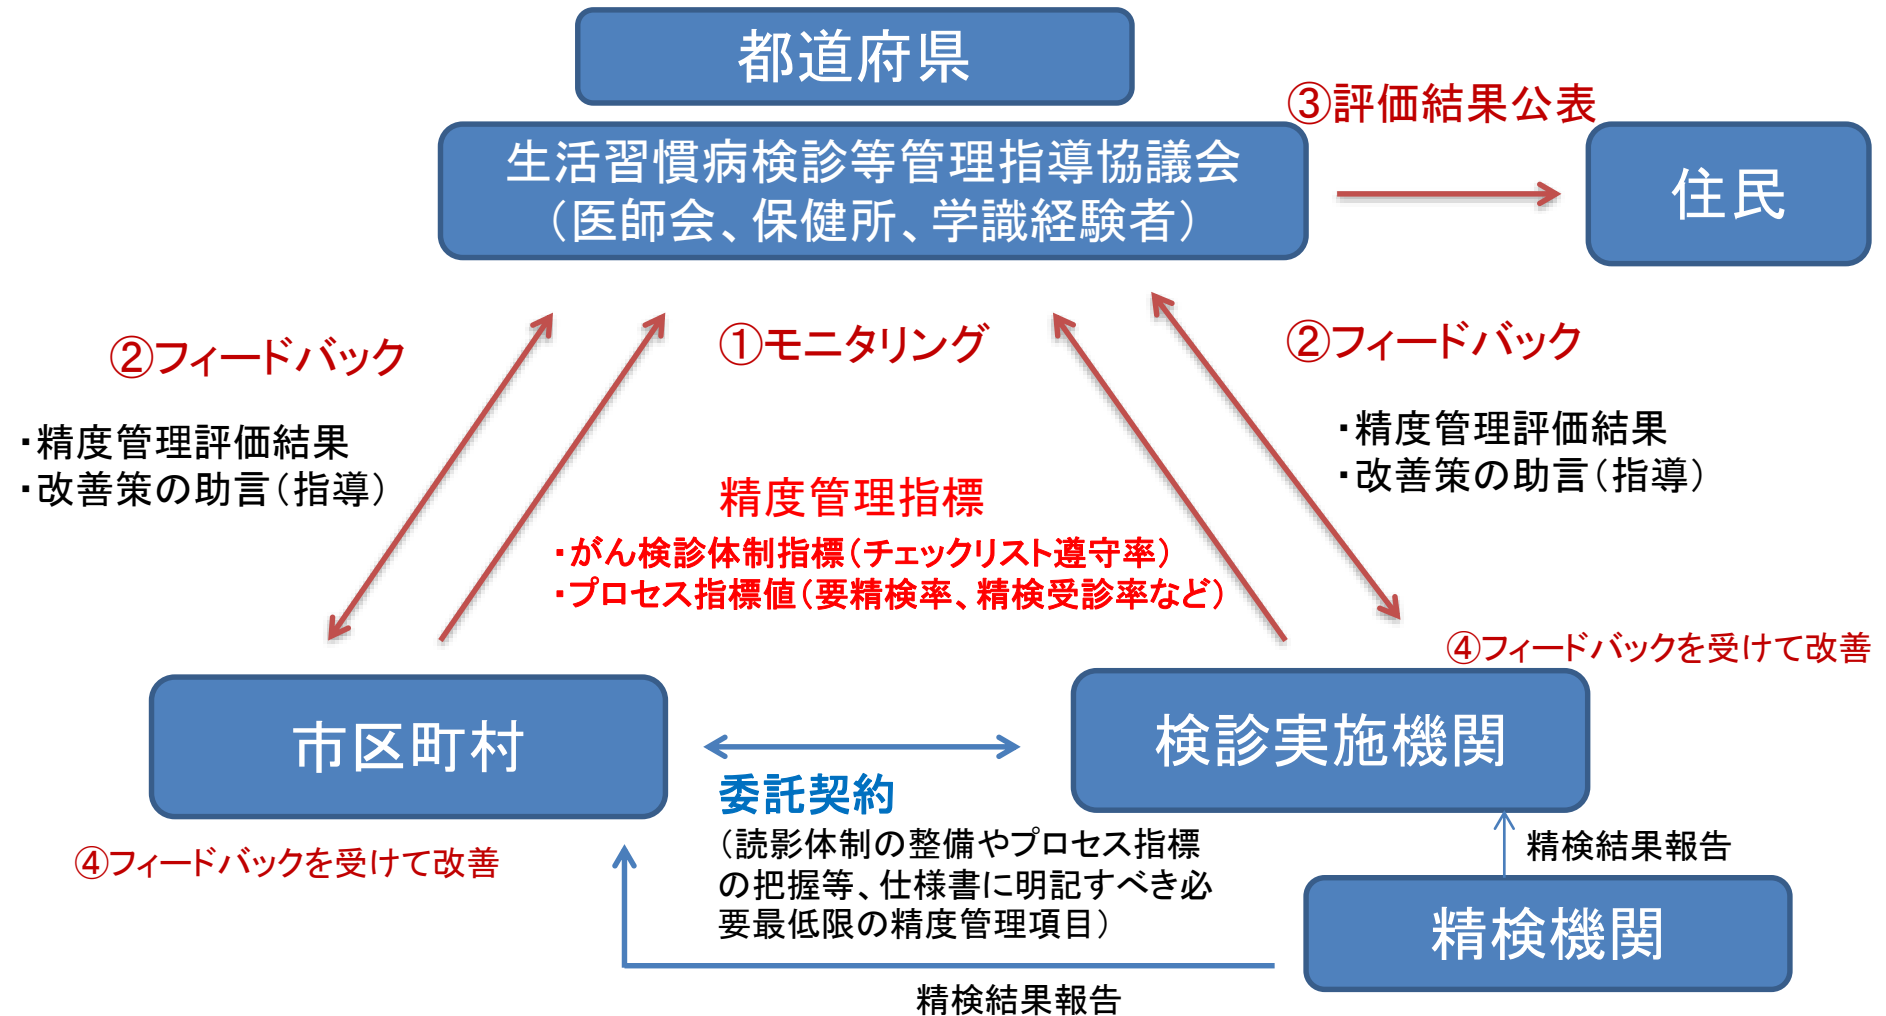 都道府県
③評価結果公表
生活習慣病検診等管理指導協議会
（医師会、保健所、学識経験者）
住民
②フィードバック
①モニタリング
②フィードバック
・精度管理評価結果
・改善策の助言（指導）
・精度管理評価結果
・改善策の助言（指導）
精度管理指標
・がん検診体制指標（チェックリスト遵守率）
・プロセス指標値（要精検率、精検受診率など）
④フィードバックを受けて改善
市区町村
検診実施機関
委託契約
（読影体制の整備やプロセス指標
の把握等、仕様書に明記すべき必
要最低限の精度管理項目）
④フィードバックを受けて改善
精検結果報告
精検機関
精検結果報告